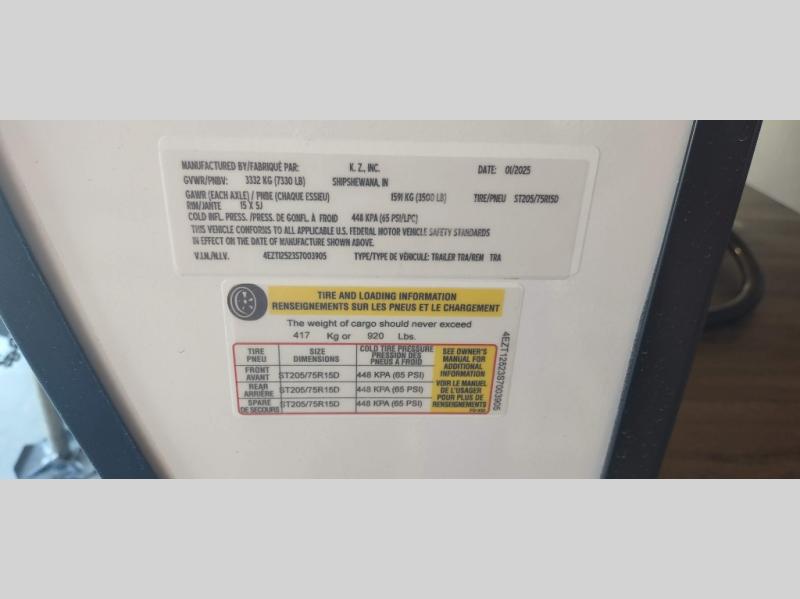 MANUFACTURED BY/FABRIQUÉ PAR: K. Z., INC. DATE: 01/2025
GVWR/PNBV: 3332 KG (7330 LB) SHIPSHEWANA, IN
GAWR (EACH AXLE) / PNBE (CHAQUE ESSIEU) 1591 KG (3500 LB) TIRE/PNEU ST205/75R15D
RIM/JANTE 15 X 5J
COLD INFL. PRESS. /PRESS. DE GONFL. À FROID 448 KPA (65 PSI/LPC)
THIS VEHICLE CONFORMS TO ALL APPLICABLE U.S. FEDERAL MOTOR VEHICLE SAFETY STANDARDS
IN EFFECT ON THE DATE OF MANUFACTURE SHOWN ABOVE.
V.I.N./N.I.V. 4EZT12523S7003905 TYPE/TYPE DE VÉHICULE: TRAILER TRA/REM TRA
TIRE AND LOADING INFORMATION
RENSEIGNEMENTS SUR LES PNEUS ET LE CHARGEMENT
The weight of cargo should never exceed
417 Kg or 920 Lbs.
TIRE
PNEU
SIZE
DIMENSIONS
COLD TIRE PRESSURE
PRESSION DES
PNEUS À FROID
FRONT
AVANT
ST205/75R15D
448 KPA (65 PSI)
REAR
ARRIÈRE
ST205/75R15D
448 KPA (65 PSI)
SPARE
DE SECOURS
ST205/75R15D
448 KPA (65 PSI)
SEE OWNER'S
MANUAL FOR
ADDITIONAL
INFORMATION
VOIR LE MANUEL
DE L'USAGER
POUR PLUS DE
RENSEIGNEMENTS
4EZT12523S7003905